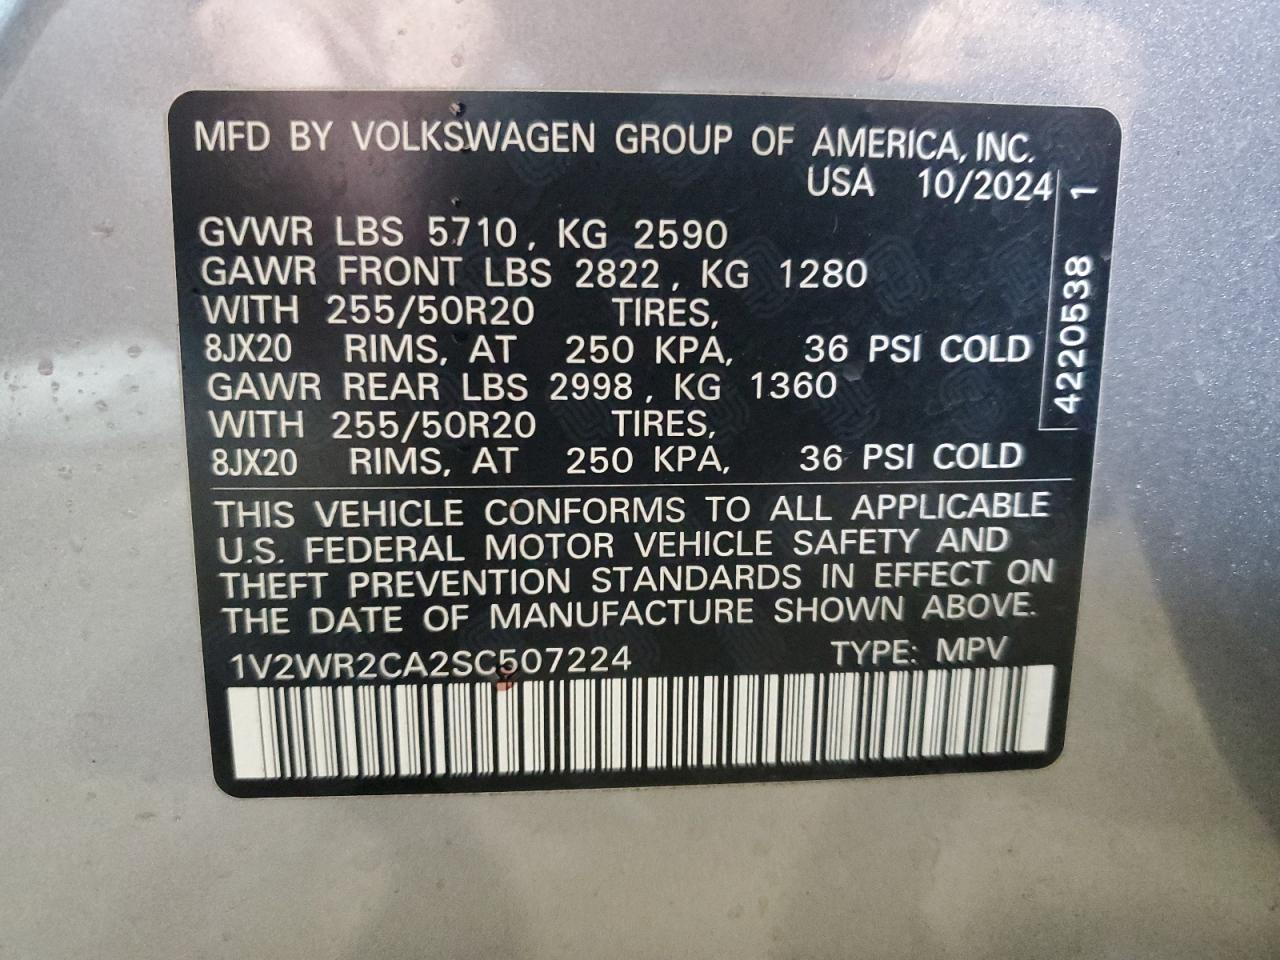 MFD BY VOLKSWAGEN GROUP OF AMERICA, INC.
USA 10/2024
GVWR LBS 5710, KG 2590
GAWR FRONT LBS 2822, KG 1280
WITH 255/50R20 TIRES,
8JX20 RIMS, AT 250 KPA, 36 PSI COLD
GAWR REAR LBS 2998, KG 1360
WITH 255/50R20 TIRES,
8JX20 RIMS, AT 250 KPA, 36 PSI COLD
4220538 1
THIS VEHICLE CONFORMS TO ALL APPLICABLE
U.S. FEDERAL MOTOR VEHICLE SAFETY AND
THEFT PREVENTION STANDARDS IN EFFECT ON
THE DATE OF MANUFACTURE SHOWN ABOVE.
1V2WR2CA2SC507224 TYPE: MPV